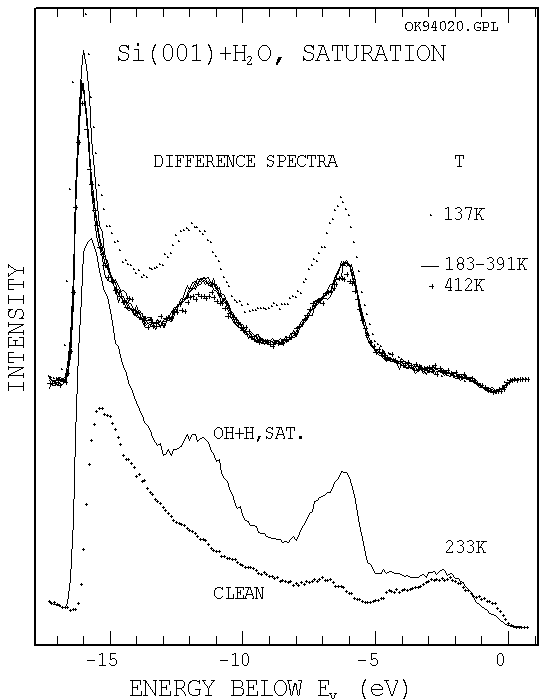 OK94020.GPL
Si(001)+H₂O, SATURATION
DIFFERENCE SPECTRA T
137K
183-391K
412K
INTENSITY
OH+H,SAT.
233K
CLEAN
-15 -10 -5 0
ENERGY BELOW Eᵥ (eV)